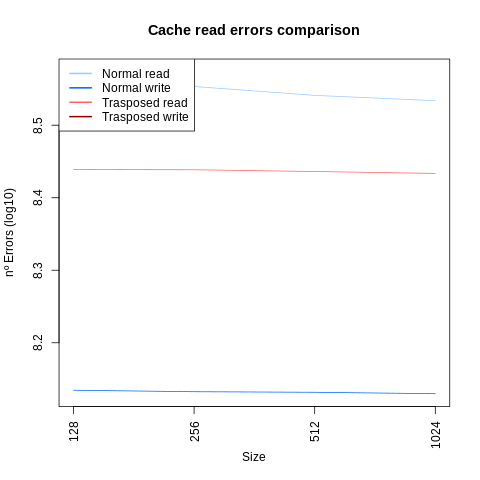 Cache read errors comparison
Normal read
Normal write
Trasposed read
Trasposed write
nº Errors (log10)
8.5
8.4
8.3
8.2
128
256
512
1024
Size